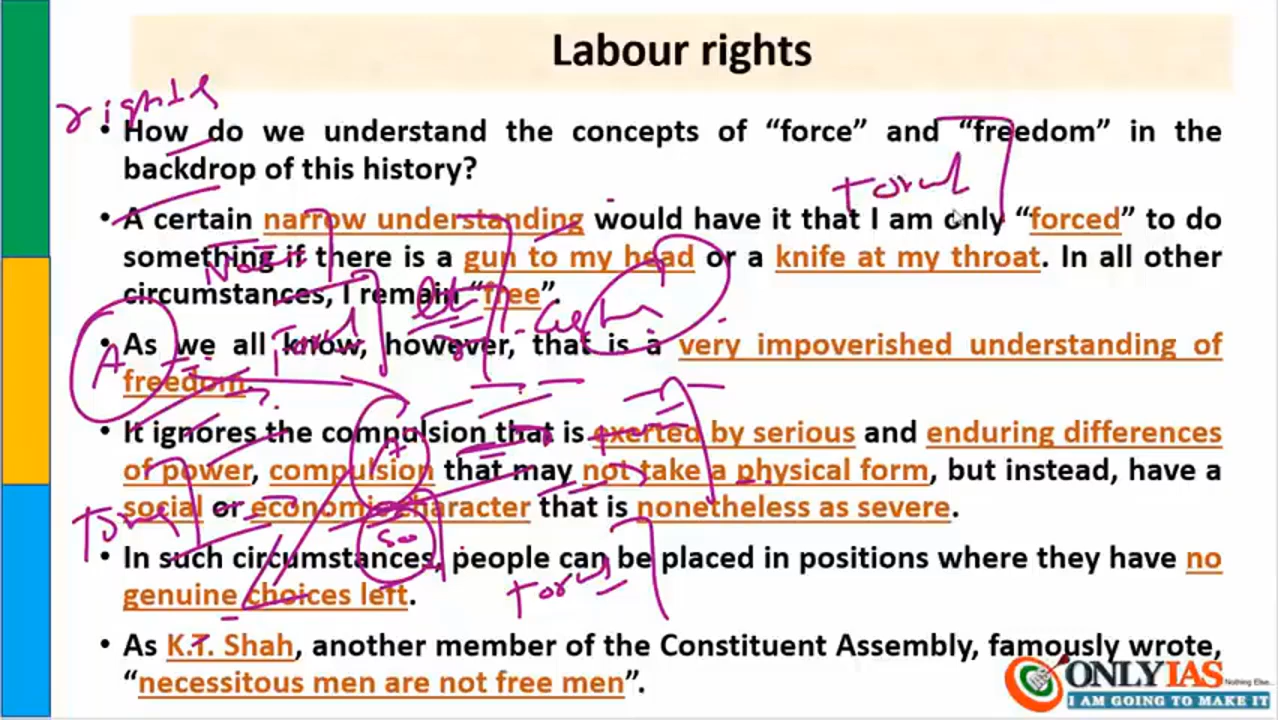 Labour rights
rights
• How do we understand the concepts of “force” and “freedom” in the
backdrop of this history?
• A certain narrow understanding would have it that I am only “forced” to do
something if there is a gun to my head or a knife at my throat. In all other
circumstances, I remain “free”.
• As we all know, however, that is a very impoverished understanding of
freedom.
A
• It ignores the compulsion that is exerted by serious and enduring differences
of power, compulsion that may not take a physical form, but instead, have a
social or economic character that is nonetheless as severe.
• In such circumstances, people can be placed in positions where they have no
genuine choices left.
• As K.T. Shah, another member of the Constituent Assembly, famously wrote,
“necessitous men are not free men”.
ONLY IAS
Nothing Else..
I AM GOING TO MAKE IT